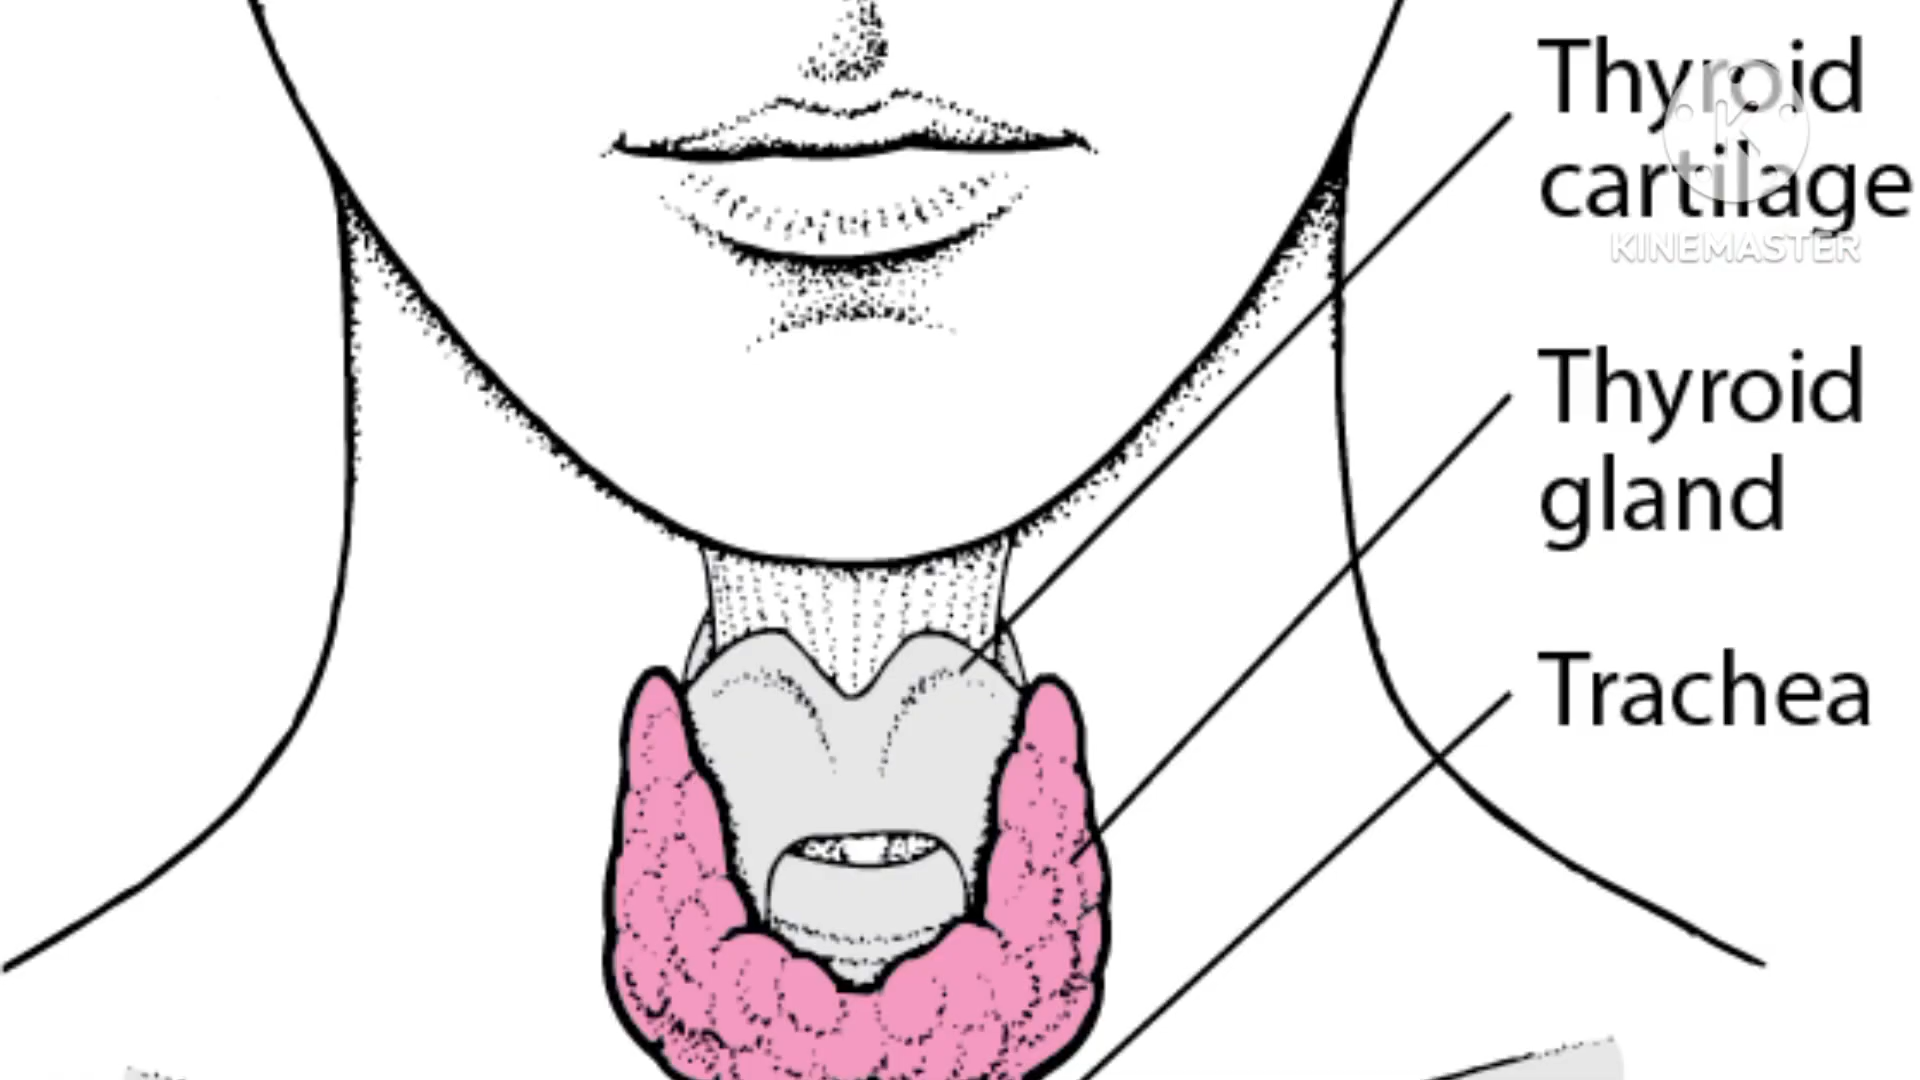 Thyroid
cartilage
KINEMASTER
Thyroid
gland
Trachea